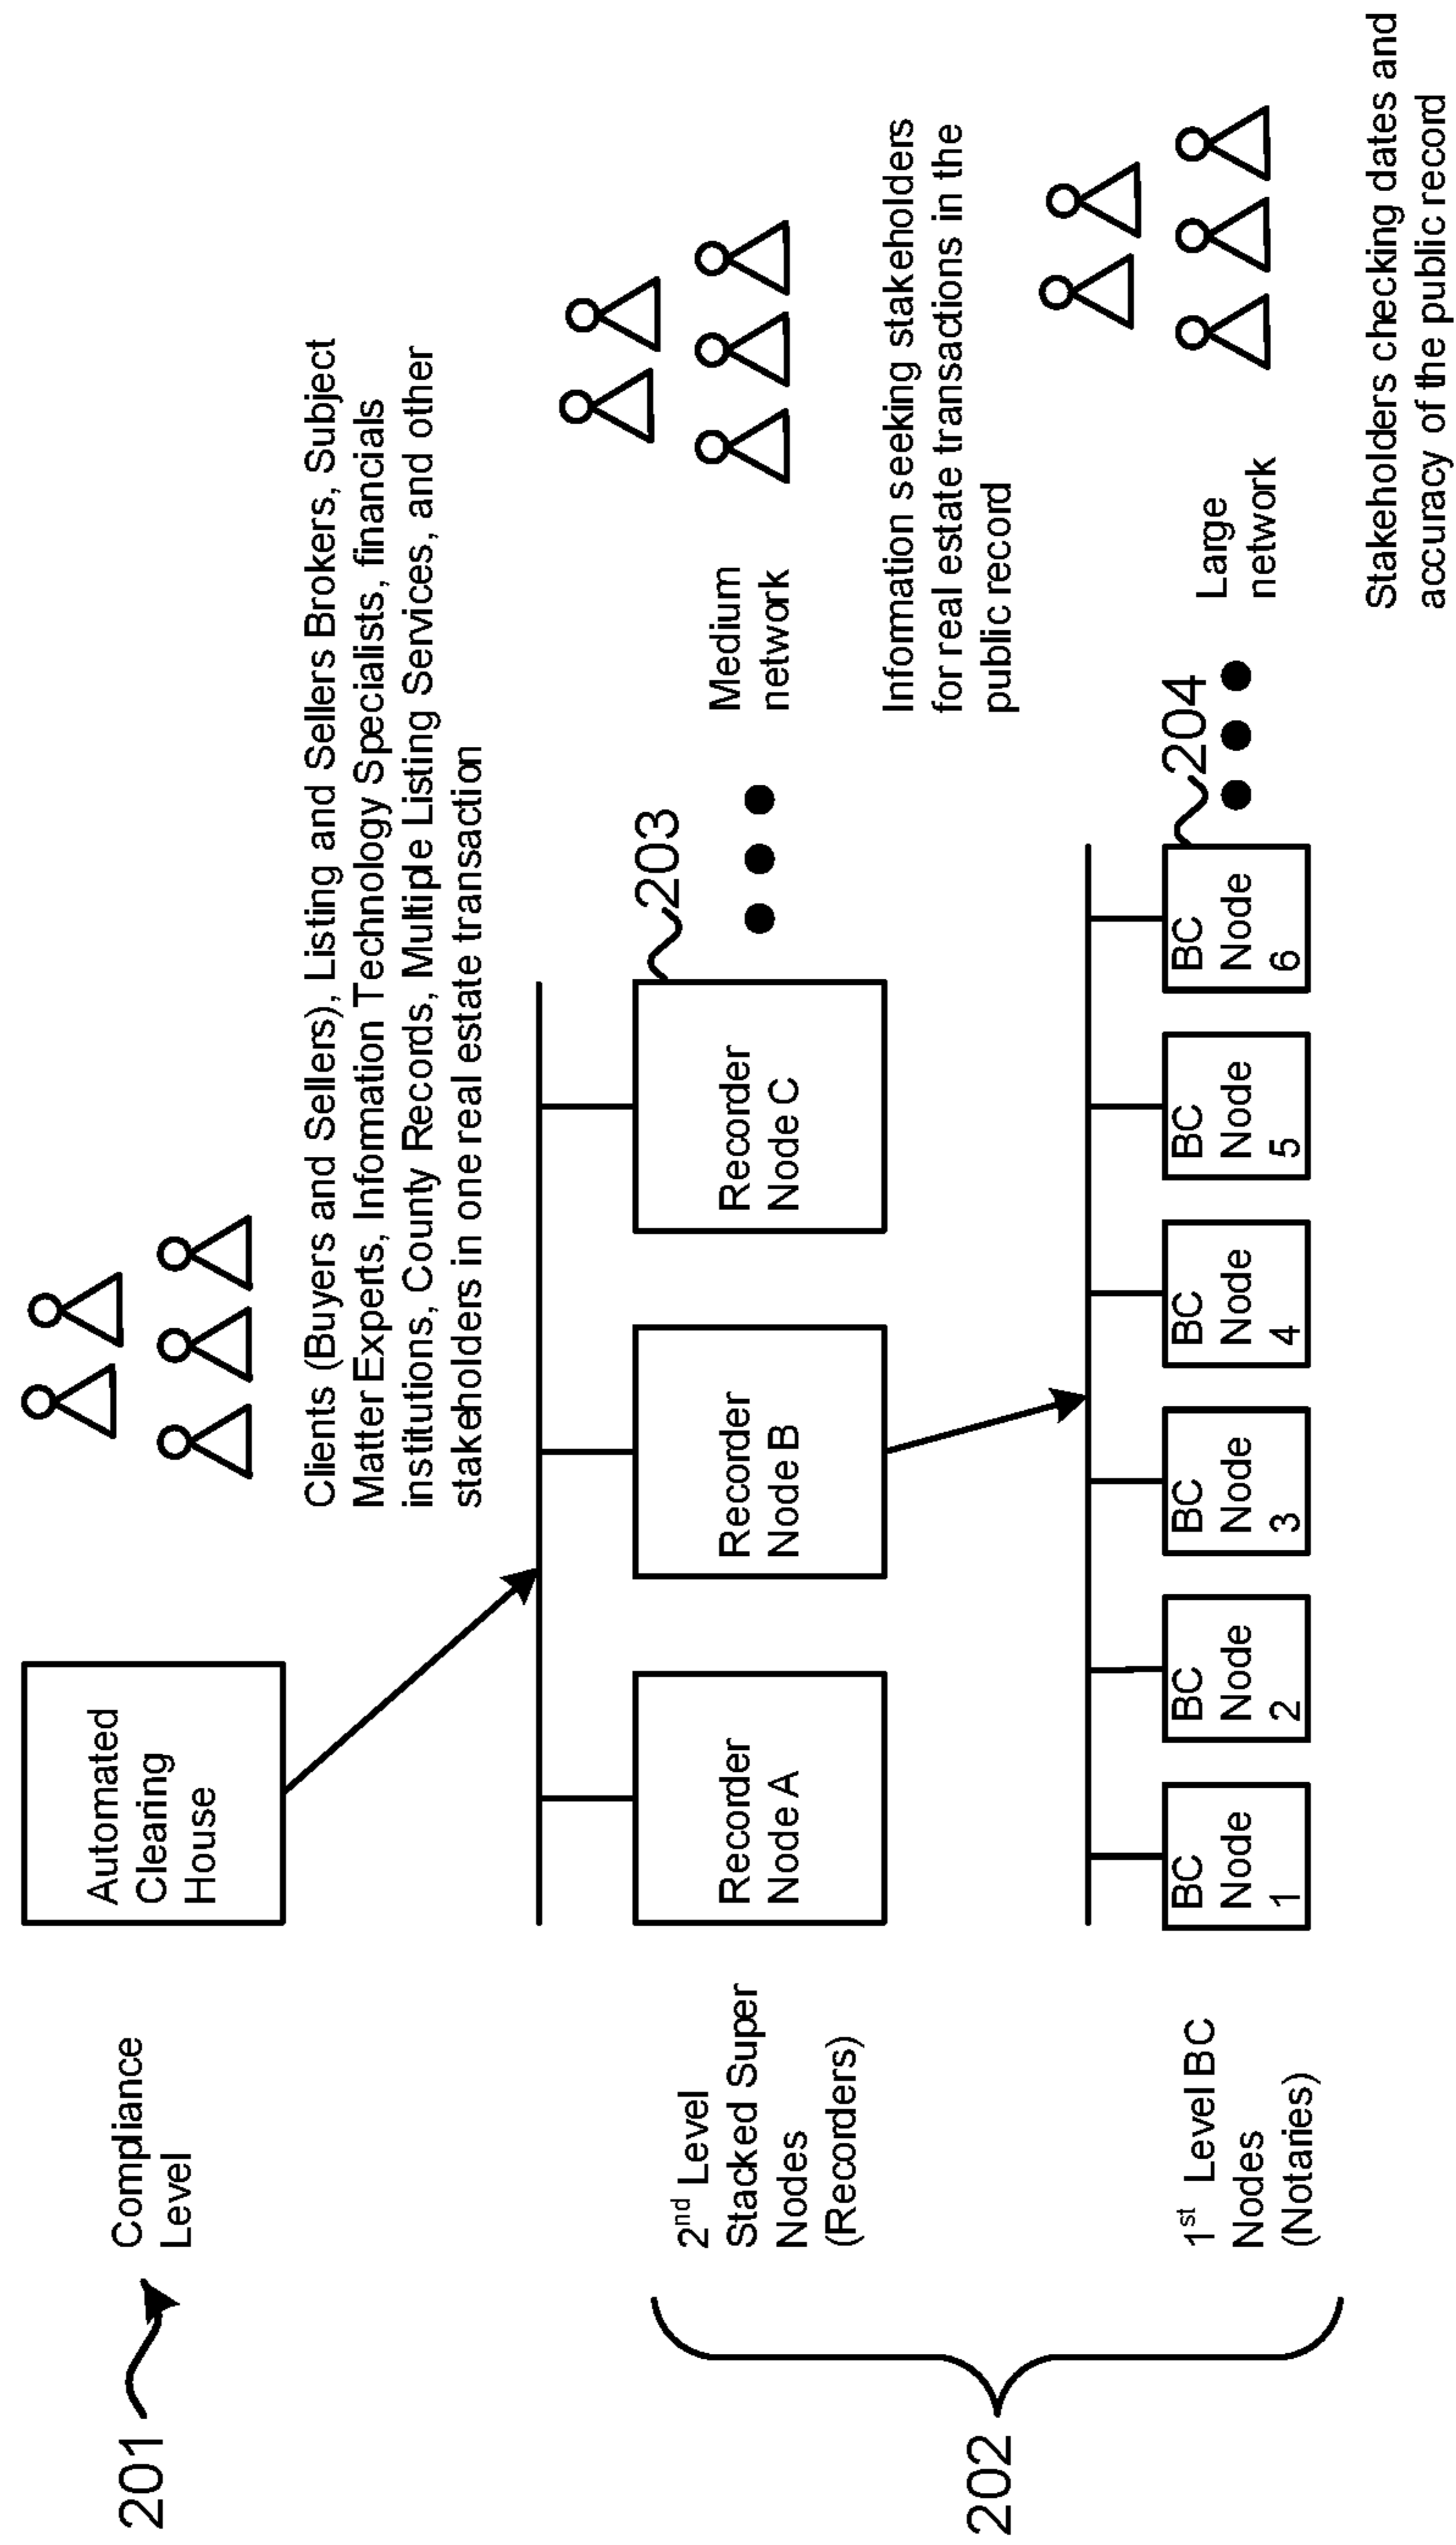 201
Compliance
Level
Automated
Clearing
House
Clients (Buyers and Sellers), Listing and Sellers Brokers, Subject
Matter Experts, Information Technology Specialists, financials
institutions, County Records, Multiple Listing Services, and other
stakeholders in one real estate transaction
202
2nd Level
Stacked Super
Nodes
(Recorders)
Recorder
Node A
Recorder
Node B
Recorder
Node C
203
Medium
network
Information seeking stakeholders
for real estate transactions in the
public record
1st Level BC
Nodes
(Notaries)
BC
Node
1
BC
Node
2
BC
Node
3
BC
Node
4
BC
Node
5
BC
Node
6
204
Large
network
Stakeholders checking dates and
accuracy of the public record